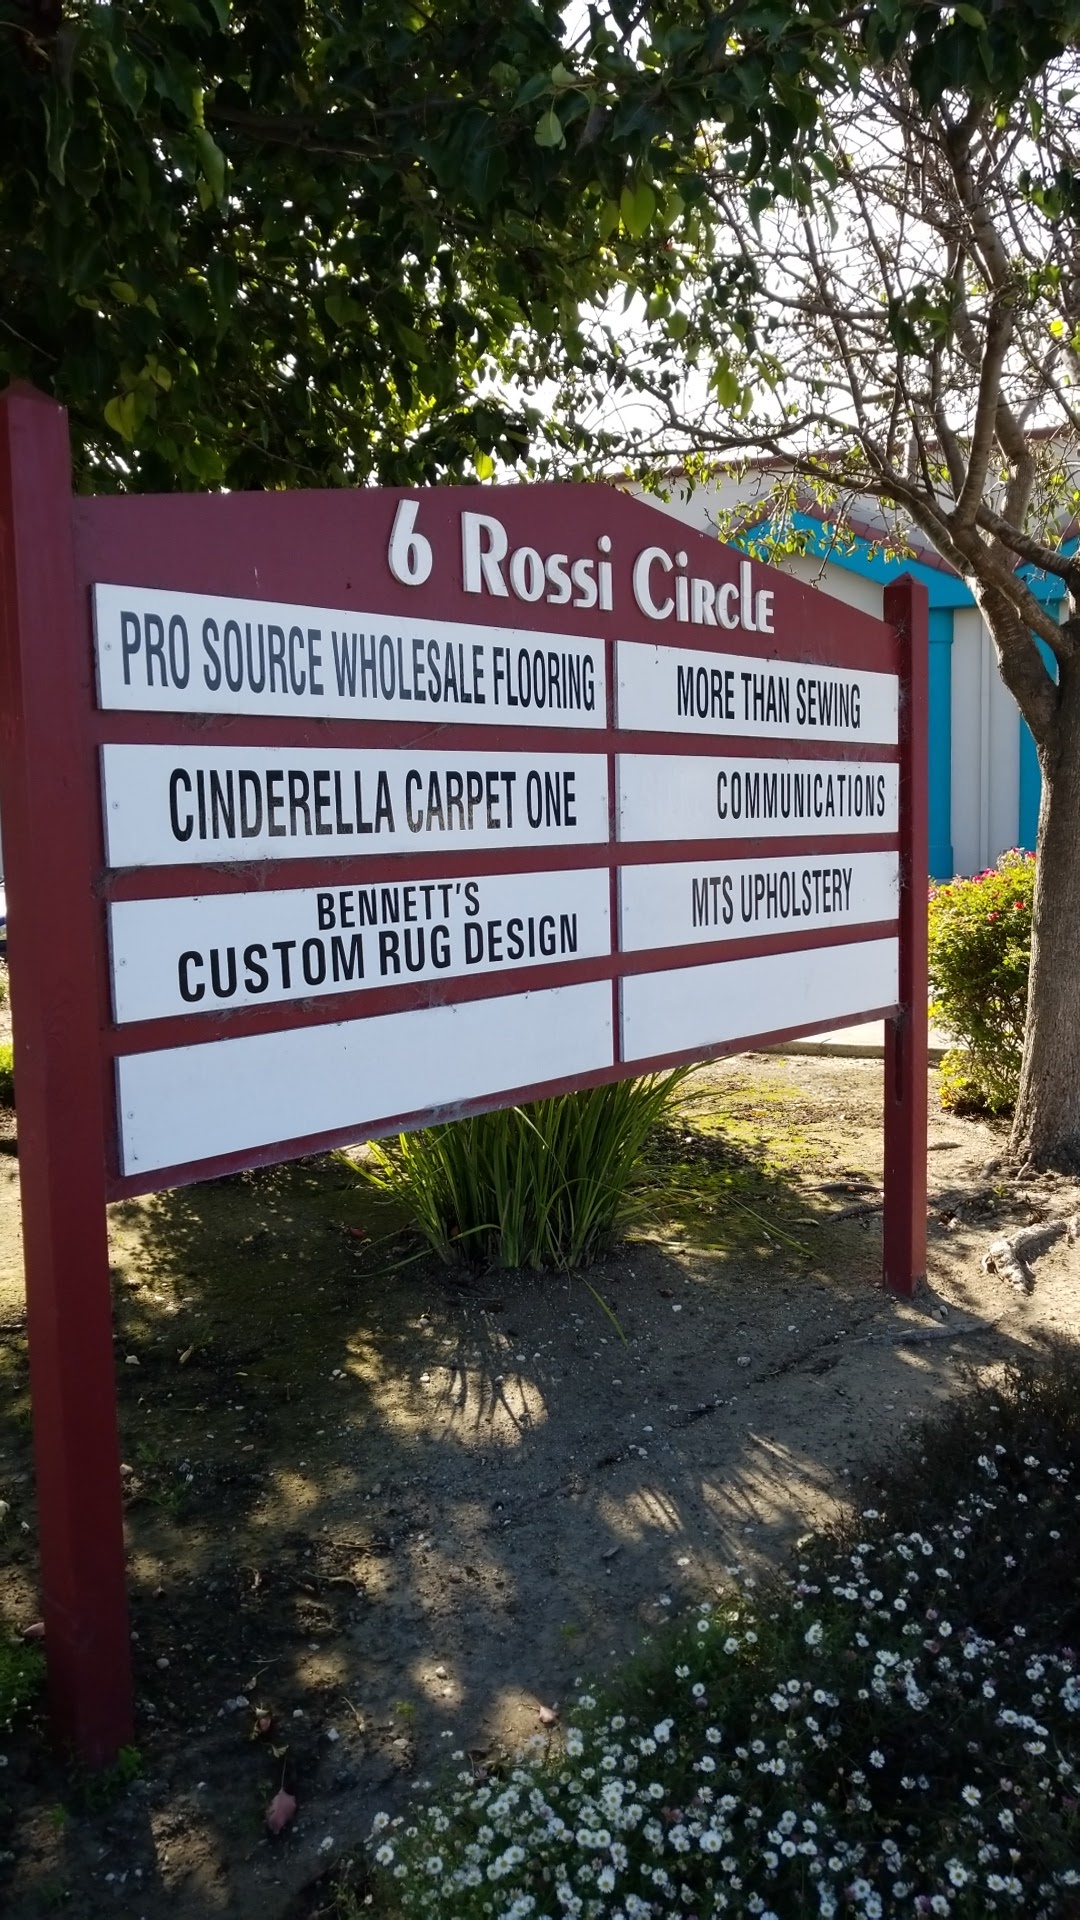 6 Rossi Circle
PRO SOURCE WHOLESALE FLOORING
CINDERELLA CARPET ONE
BENNETT'S
CUSTOM RUG DESIGN
MORE THAN SEWING
COMMUNICATIONS
MTS UPHOLSTERY